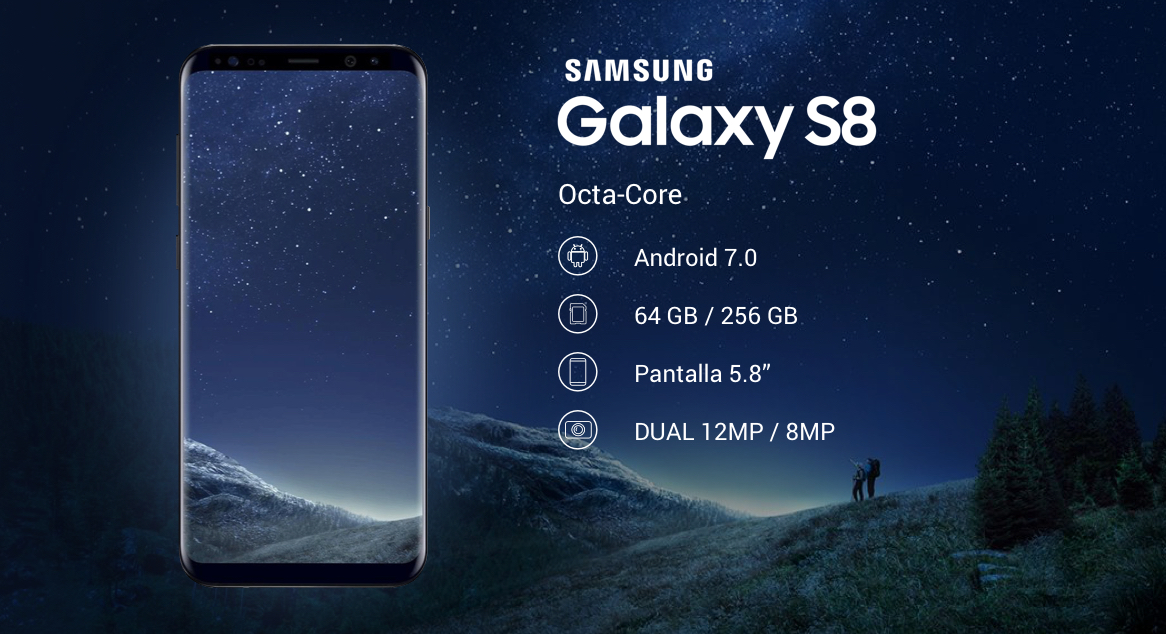 SAMSUNG
Galaxy S8
Octa-Core
Android 7.0
64 GB / 256 GB
Pantalla 5.8”
DUAL 12MP / 8MP